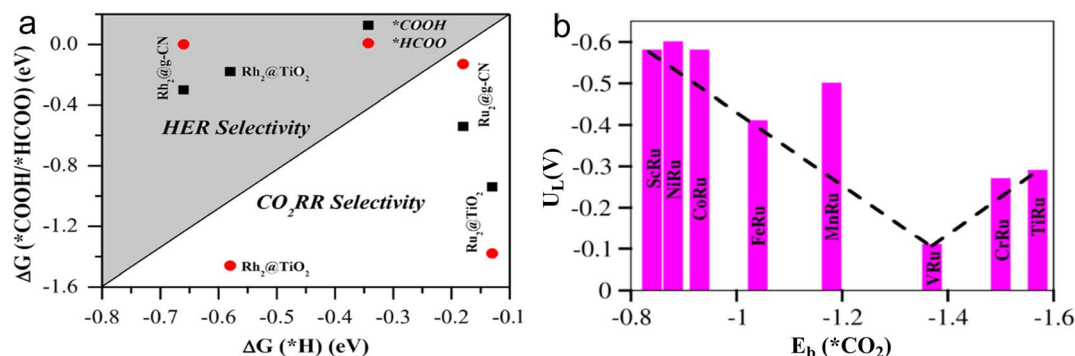 a
ΔG (*COOH/*HCOO) (eV)
0.0
-0.4
-0.8
-1.2
-1.6
*COOH
*HCOO
Rh₂@g-CN
Rh₂@TiO₂
HER Selectivity
Ru₂@g-CN
CO₂RR Selectivity
Ru₂@TiO₂
Rh₂@TiO₂
-0.8 -0.7 -0.6 -0.5 -0.4 -0.3 -0.2 -0.1
ΔG (*H) (eV)
b
U_L(V)
-0.6
-0.5
-0.4
-0.3
-0.2
-0.1
0
ScRu
NiRu
CoRu
FeRu
MnRu
VRu
CrRu
TiRu
-0.8 -1 -1.2 -1.4 -1.6
E_b (*CO₂)